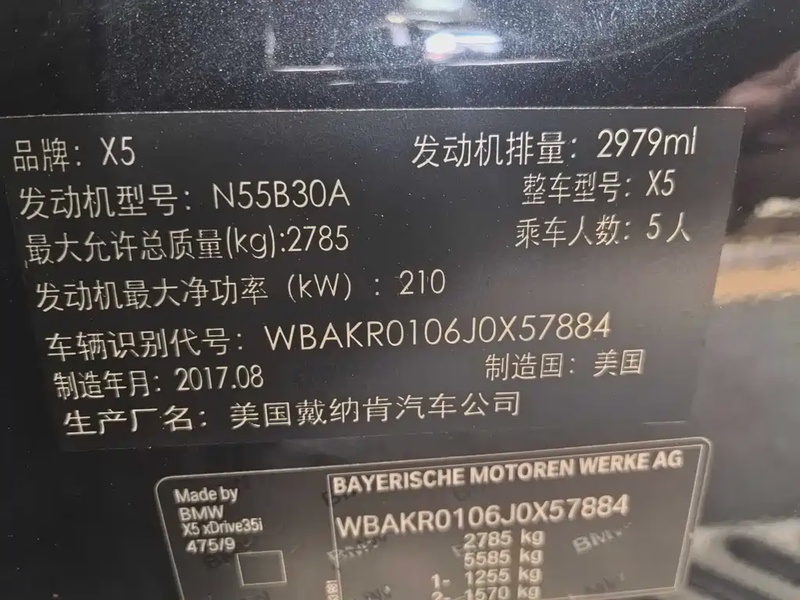 品牌：X5 发动机排量：2979ml
发动机型号：N55B30A 整车型号：X5
最大允许总质量(kg):2785 乘车人数：5人
发动机最大净功率（kW）：210
车辆识别代号：WBAKR0106J0X57884
制造年月：2017.08 制造国：美国
生产厂名：美国戴纳肯汽车公司
Made by
BMW
X5 xDrive35i
475/9
BAYERISCHE MOTOREN WERKE AG
WBAKR0106J0X57884
2785 kg
5585 kg
1- 1255 kg
2- 1570 kg